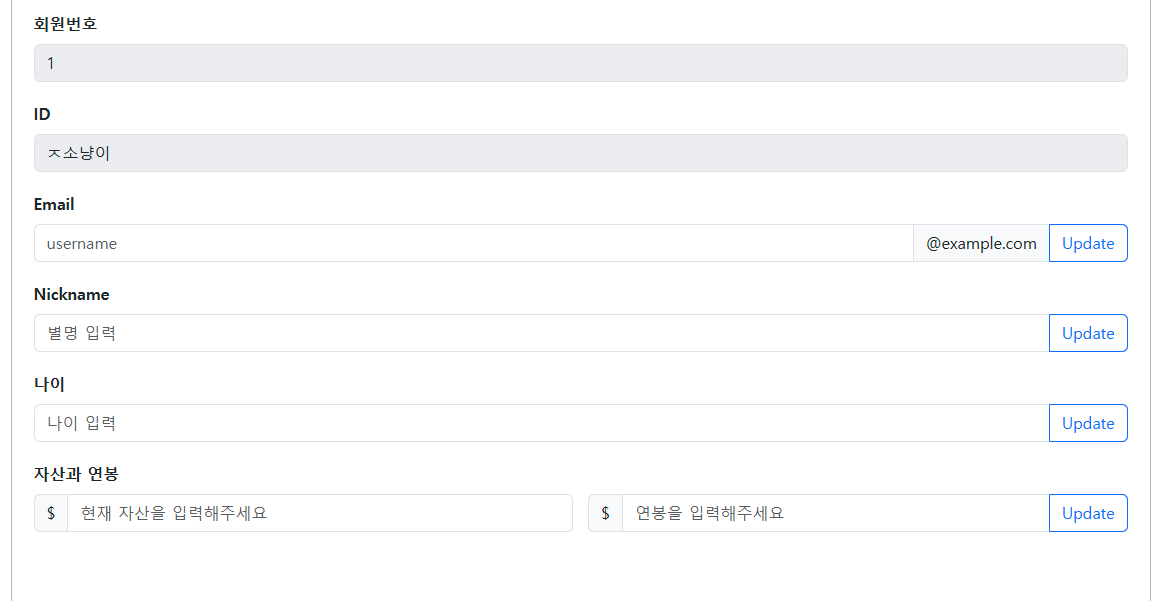 회원번호
1
ID
ㅈ소냥이
Email
username @example.com Update
Nickname
별명 입력 Update
나이
나이 입력 Update
자산과 연봉
$ 현재 자산을 입력해주세요 $ 연봉을 입력해주세요 Update